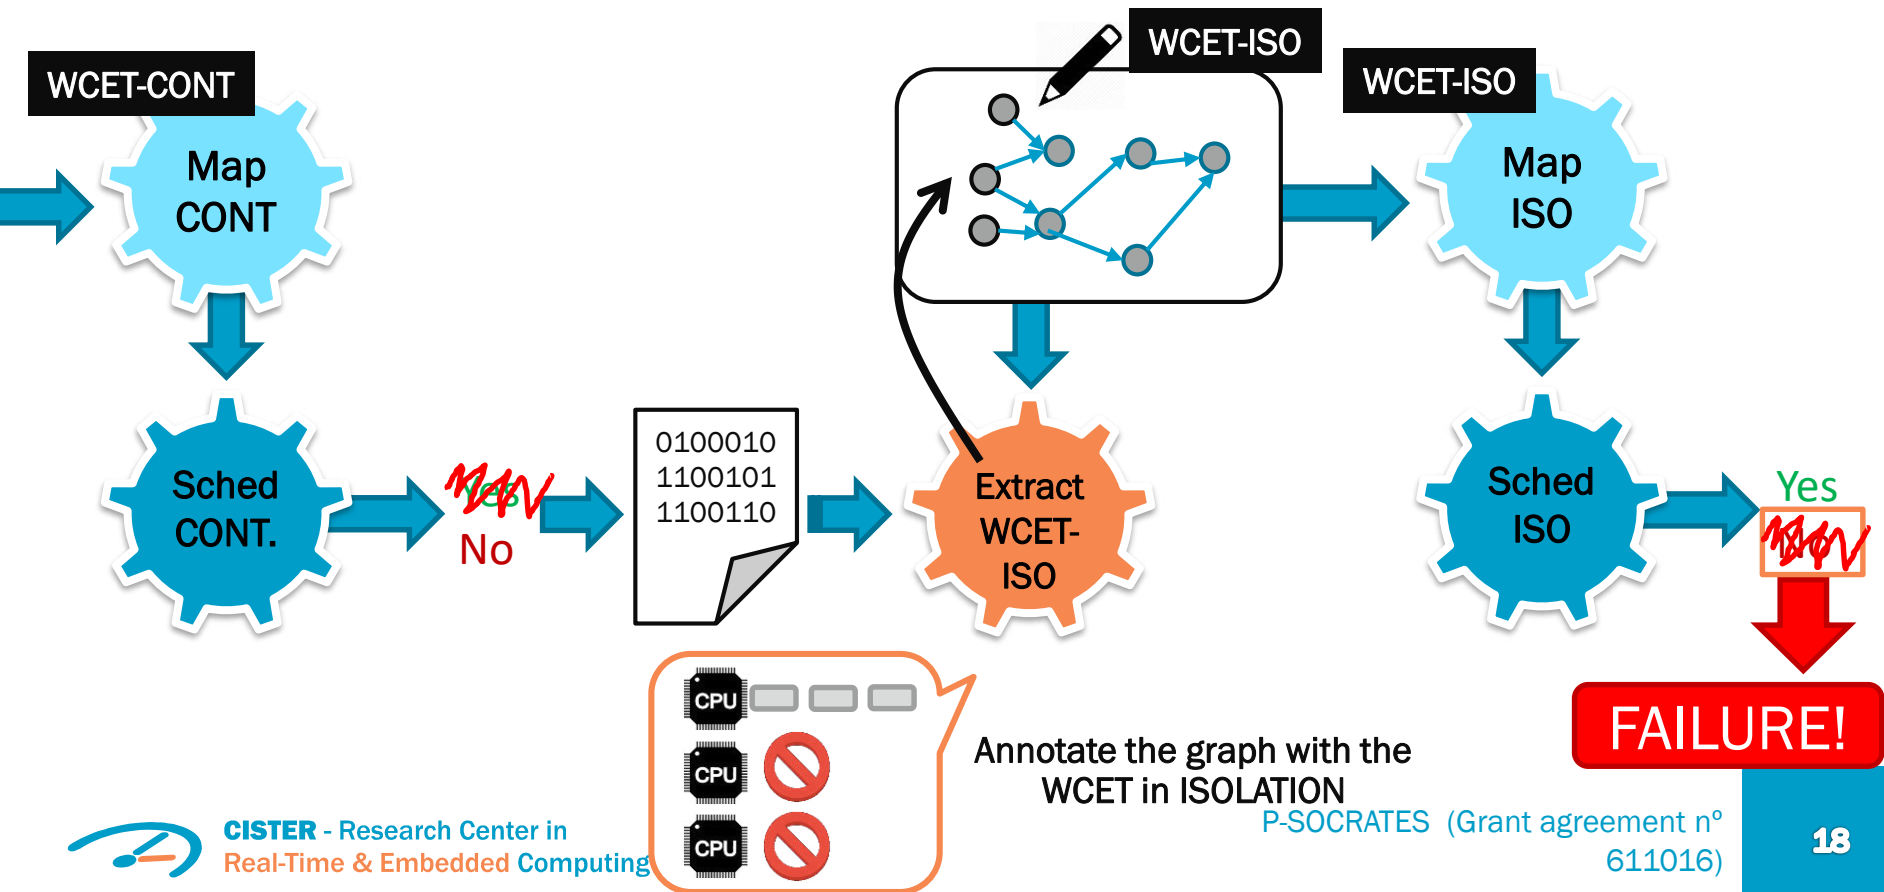 WCET-CONT
Map
CONT
Sched
CONT.
Yes
No
0100010
1100101
1100110
WCET-ISO
Extract
WCET-
ISO
CPU
CPU
CPU
Annotate the graph with the
WCET in ISOLATION
WCET-ISO
Map
ISO
Sched
ISO
Yes
No
FAILURE!
CISTER - Research Center in
Real-Time & Embedded Computing
P-SOCRATES (Grant agreement nº
611016)
18